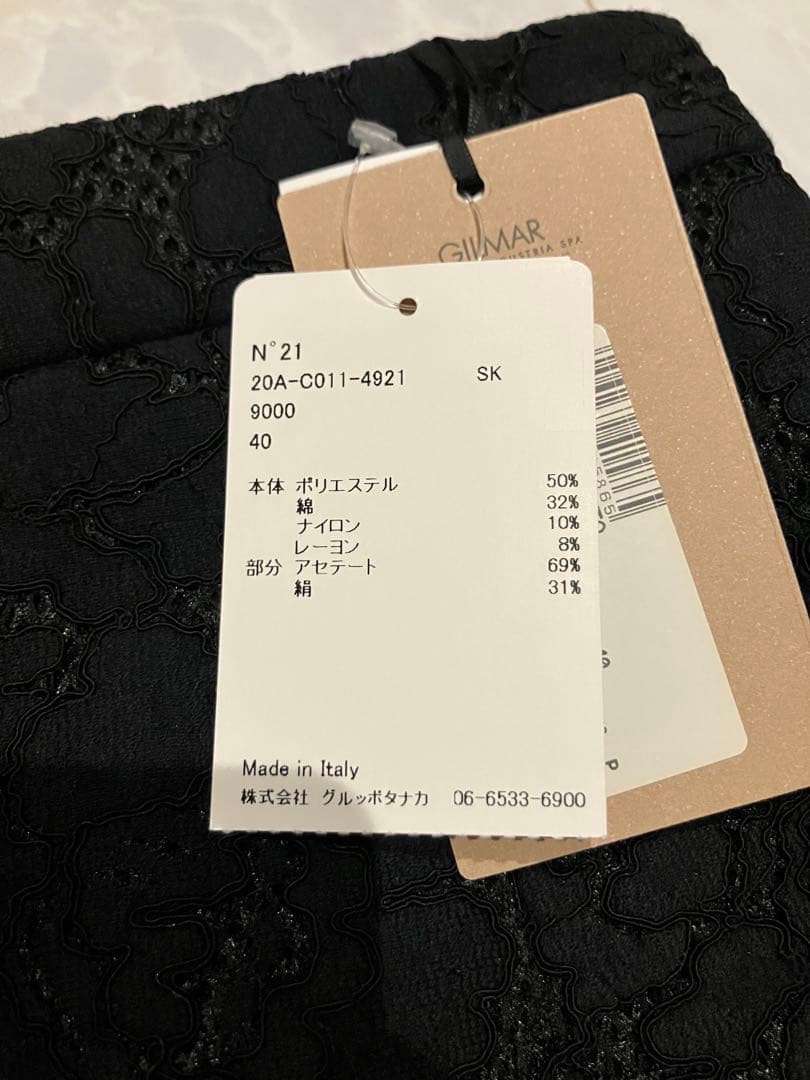 GILMAR
N°21
20A-C011-4921 SK
9000
40
本体 ポリエステル 50%
綿 32%
ナイロン 10%
レーヨン 8%
部分 アセテート 69%
絹 31%
Made in Italy
株式会社 グルッポタナカ 06-6533-6900